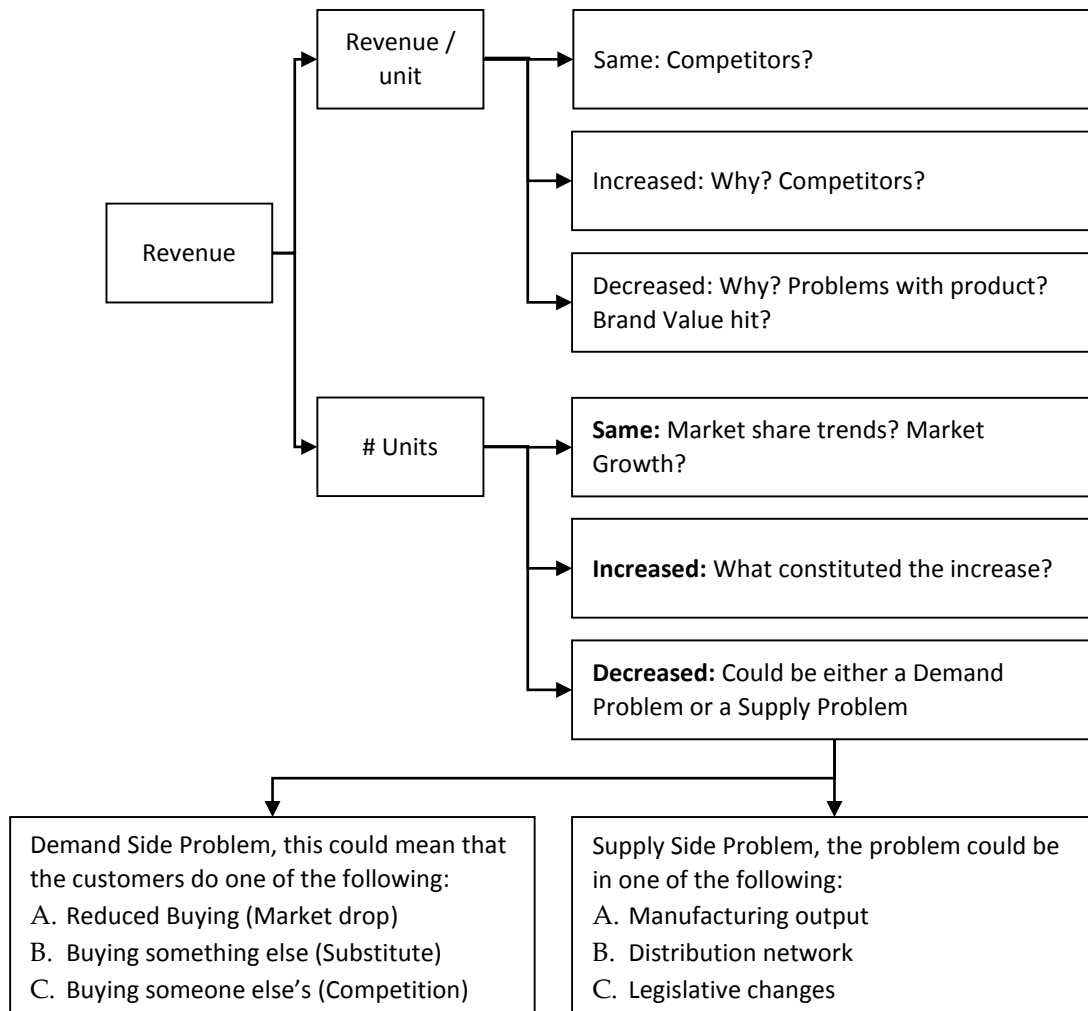 Revenue /
unit
Same: Competitors?
Increased: Why? Competitors?
Revenue
Decreased: Why? Problems with product?
Brand Value hit?
# Units
Same: Market share trends? Market
Growth?
Increased: What constituted the increase?
Decreased: Could be either a Demand
Problem or a Supply Problem
Demand Side Problem, this could mean that
the customers do one of the following:
A. Reduced Buying (Market drop)
B. Buying something else (Substitute)
C. Buying someone else’s (Competition)
Supply Side Problem, the problem could be
in one of the following:
A. Manufacturing output
B. Distribution network
C. Legislative changes